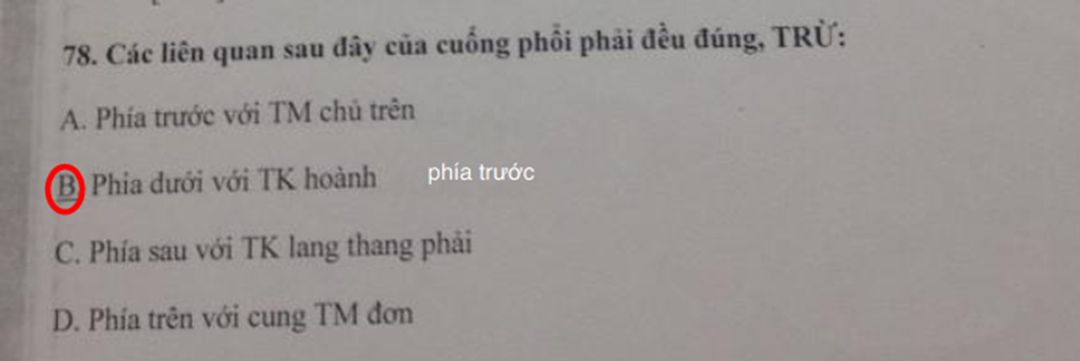 78. Các liên quan sau đây của cuống phổi phải đều đúng, TRỪ:
A. Phía trước với TM chủ trên
B. Phía dưới với TK hoành phía trước
C. Phía sau với TK lang thang phải
D. Phía trên với cung TM đơn